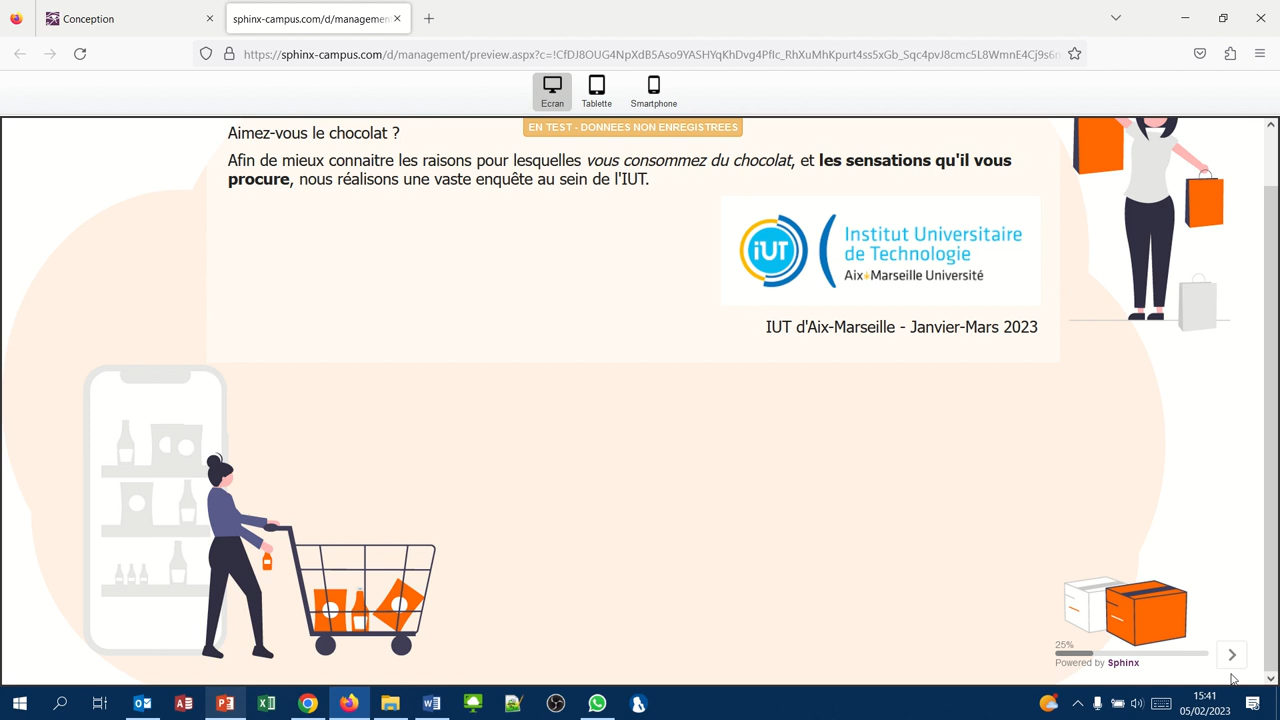 Conception
sphinx-campus.com/d/managemen
https://sphinx-campus.com/d/management/preview.aspx?c=!CfDJ8OUG4NpXdB5Aso9YASHYqKhDvg4PfIc_RhXuMhKpurt4ss5xGb_Sqc4pvJ8cmc5L8WmnE4Cj9s6n
Ecran
Tablette
Smartphone
EN TEST - DONNEES NON ENREGISTREES
Aimez-vous le chocolat ?
Afin de mieux connaitre les raisons pour lesquelles vous consommez du chocolat, et les sensations qu'il vous
procure, nous réalisons une vaste enquête au sein de l'IUT.
iUT
Institut Universitaire
de Technologie
Aix+Marseille Université
IUT d'Aix-Marseille - Janvier-Mars 2023
25%
Powered by Sphinx
15:41
05/02/2023